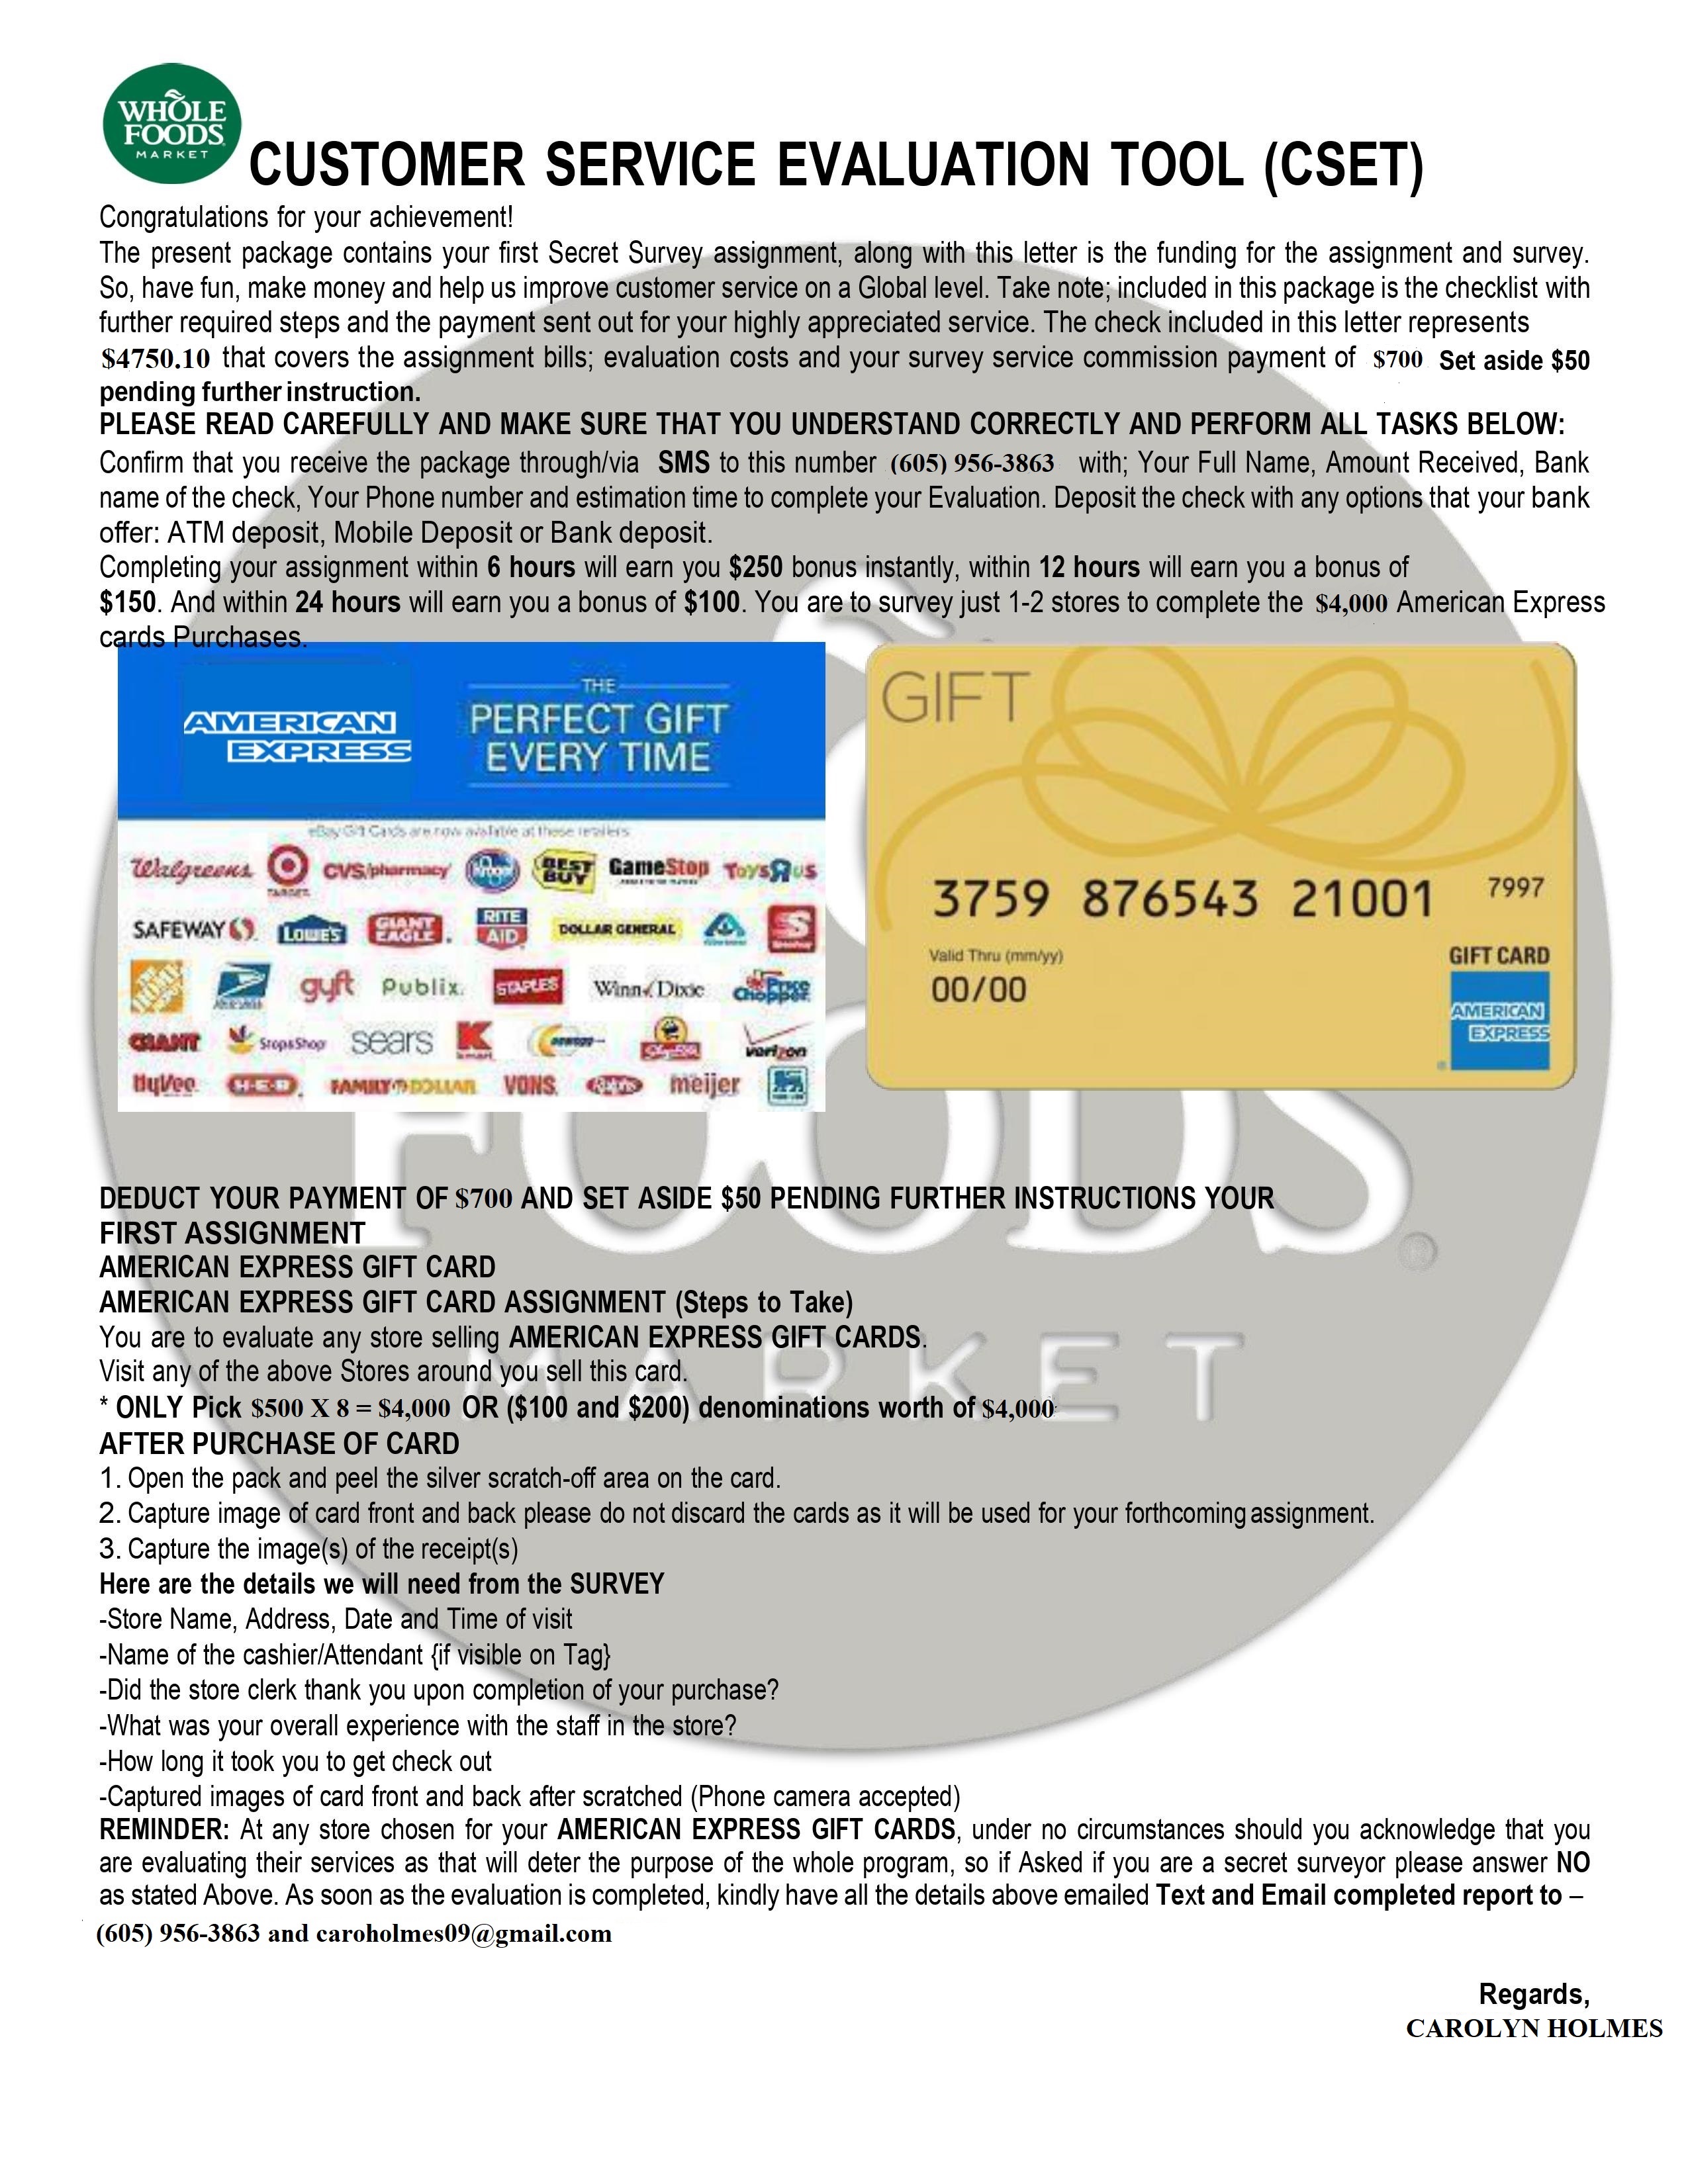 WHOLE
FOODS
MARKET
CUSTOMER SERVICE EVALUATION TOOL (CSET)
Congratulations for your achievement!
The present package contains your first Secret Survey assignment, along with this letter is the funding for the assignment and survey.
So, have fun, make money and help us improve customer service on a Global level. Take note; included in this package is the checklist with
further required steps and the payment sent out for your highly appreciated service. The check included in this letter represents
$4750.10 that covers the assignment bills; evaluation costs and your survey service commission payment of $700 Set aside $50
pending further instruction.
PLEASE READ CAREFULLY AND MAKE SURE THAT YOU UNDERSTAND CORRECTLY AND PERFORM ALL TASKS BELOW:
Confirm that you receive the package through/via SMS to this number (605) 956-3863 with; Your Full Name, Amount Received, Bank
name of the check, Your Phone number and estimation time to complete your Evaluation. Deposit the check with any options that your bank
offer: ATM deposit, Mobile Deposit or Bank deposit.
Completing your assignment within 6 hours will earn you $250 bonus instantly, within 12 hours will earn you a bonus of
$150. And within 24 hours will earn you a bonus of $100. You are to survey just 1-2 stores to complete the $4,000 American Express
cards Purchases.
AMERICAN
EXPRESS
THE
PERFECT GIFT
EVERY TIME
eBay Gift Cards are now available at these retailers
Walgreens TARGET CVS/pharmacy Kroger BEST BUY GameStop ToysRus
SAFEWAY LOWE'S GIANT EAGLE RITE AID DOLLAR GENERAL
gyft Publix. STAPLES Winn Dixie Price Chopper
GIANT Stop&Shop sears K kmart verizon
HyVee H-E-B FAMILY DOLLAR VONS. meijer
GIFT
3759 876543 21001 7997
Valid Thru (mm/yy)
00/00
GIFT CARD
AMERICAN
EXPRESS
FOODS
MARKET
DEDUCT YOUR PAYMENT OF $700 AND SET ASIDE $50 PENDING FURTHER INSTRUCTIONS YOUR
FIRST ASSIGNMENT
AMERICAN EXPRESS GIFT CARD
AMERICAN EXPRESS GIFT CARD ASSIGNMENT (Steps to Take)
You are to evaluate any store selling AMERICAN EXPRESS GIFT CARDS.
Visit any of the above Stores around you sell this card.
* ONLY Pick $500 X 8 = $4,000 OR ($100 and $200) denominations worth of $4,000
AFTER PURCHASE OF CARD
1. Open the pack and peel the silver scratch-off area on the card.
2. Capture image of card front and back please do not discard the cards as it will be used for your forthcoming assignment.
3. Capture the image(s) of the receipt(s)
Here are the details we will need from the SURVEY
-Store Name, Address, Date and Time of visit
-Name of the cashier/Attendant {if visible on Tag}
-Did the store clerk thank you upon completion of your purchase?
-What was your overall experience with the staff in the store?
-How long it took you to get check out
-Captured images of card front and back after scratched (Phone camera accepted)
REMINDER: At any store chosen for your AMERICAN EXPRESS GIFT CARDS, under no circumstances should you acknowledge that you
are evaluating their services as that will deter the purpose of the whole program, so if Asked if you are a secret surveyor please answer NO
as stated Above. As soon as the evaluation is completed, kindly have all the details above emailed Text and Email completed report to –
(605) 956-3863 and caroholmes09@gmail.com
Regards,
CAROLYN HOLMES